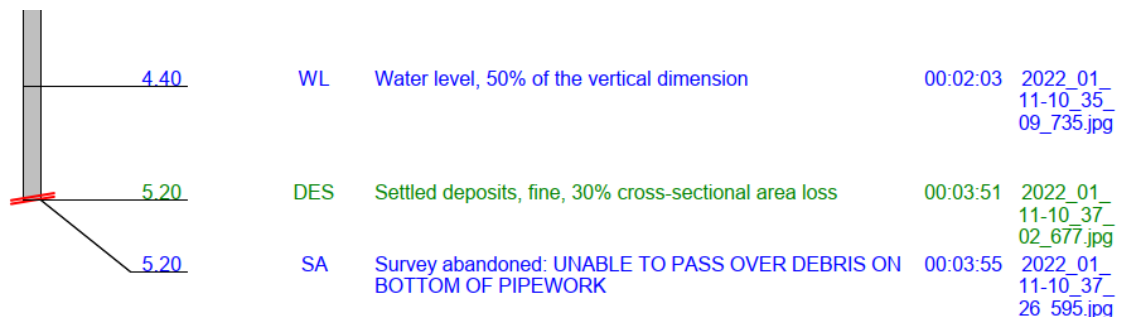 4.40 WL Water level, 50% of the vertical dimension 00:02:03 2022_01_
11-10_35_
09_735.jpg
5.20 DES Settled deposits, fine, 30% cross-sectional area loss 00:03:51 2022_01_
11-10_37_
02_677.jpg
5.20 SA Survey abandoned: UNABLE TO PASS OVER DEBRIS ON 00:03:55 2022_01_
BOTTOM OF PIPEWORK 11-10_37_
26_595.jpg